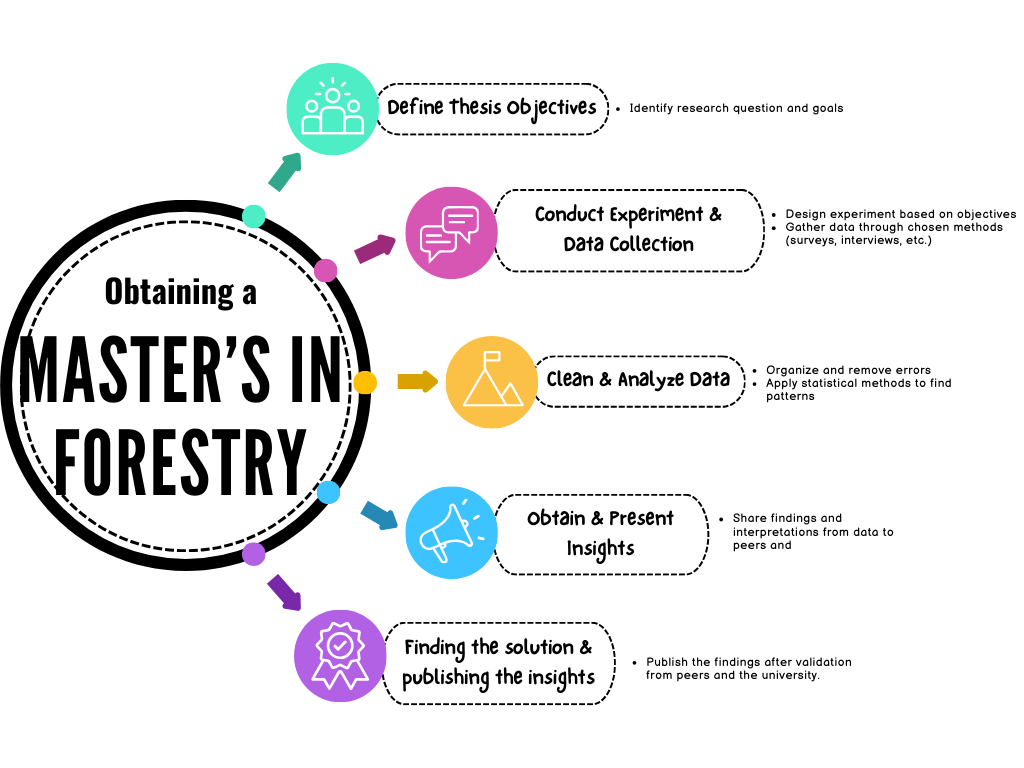 Define Thesis Objectives
• Identify research question and goals
Conduct Experiment &
Data Collection
• Design experiment based on objectives
• Gather data through chosen methods
(surveys, interviews, etc.)
Obtaining a
MASTER'S IN
FORESTRY
Clean & Analyze Data
• Organize and remove errors
• Apply statistical methods to find
patterns
Obtain & Present
Insights
• Share findings and
interpretations from data to
peers and
Finding the solution &
publishing the insights
• Publish the findings after validation
from peers and the university.